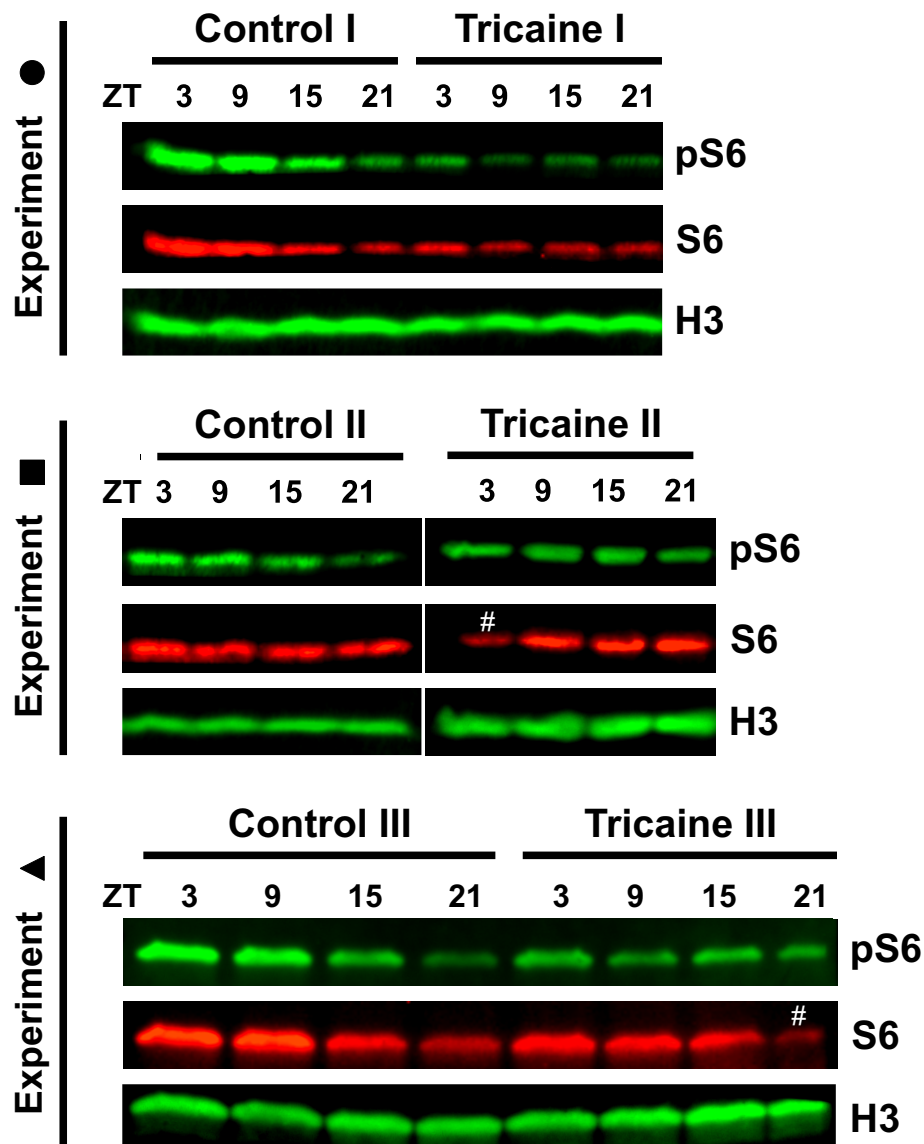 Experiment ●
Control I Tricaine I
ZT 3 9 15 21 3 9 15 21
pS6
S6
H3
Experiment ■
Control II Tricaine II
ZT 3 9 15 21 3 9 15 21
pS6
# S6
H3
Experiment ▲
Control III Tricaine III
ZT 3 9 15 21 3 9 15 21
pS6
# S6
H3